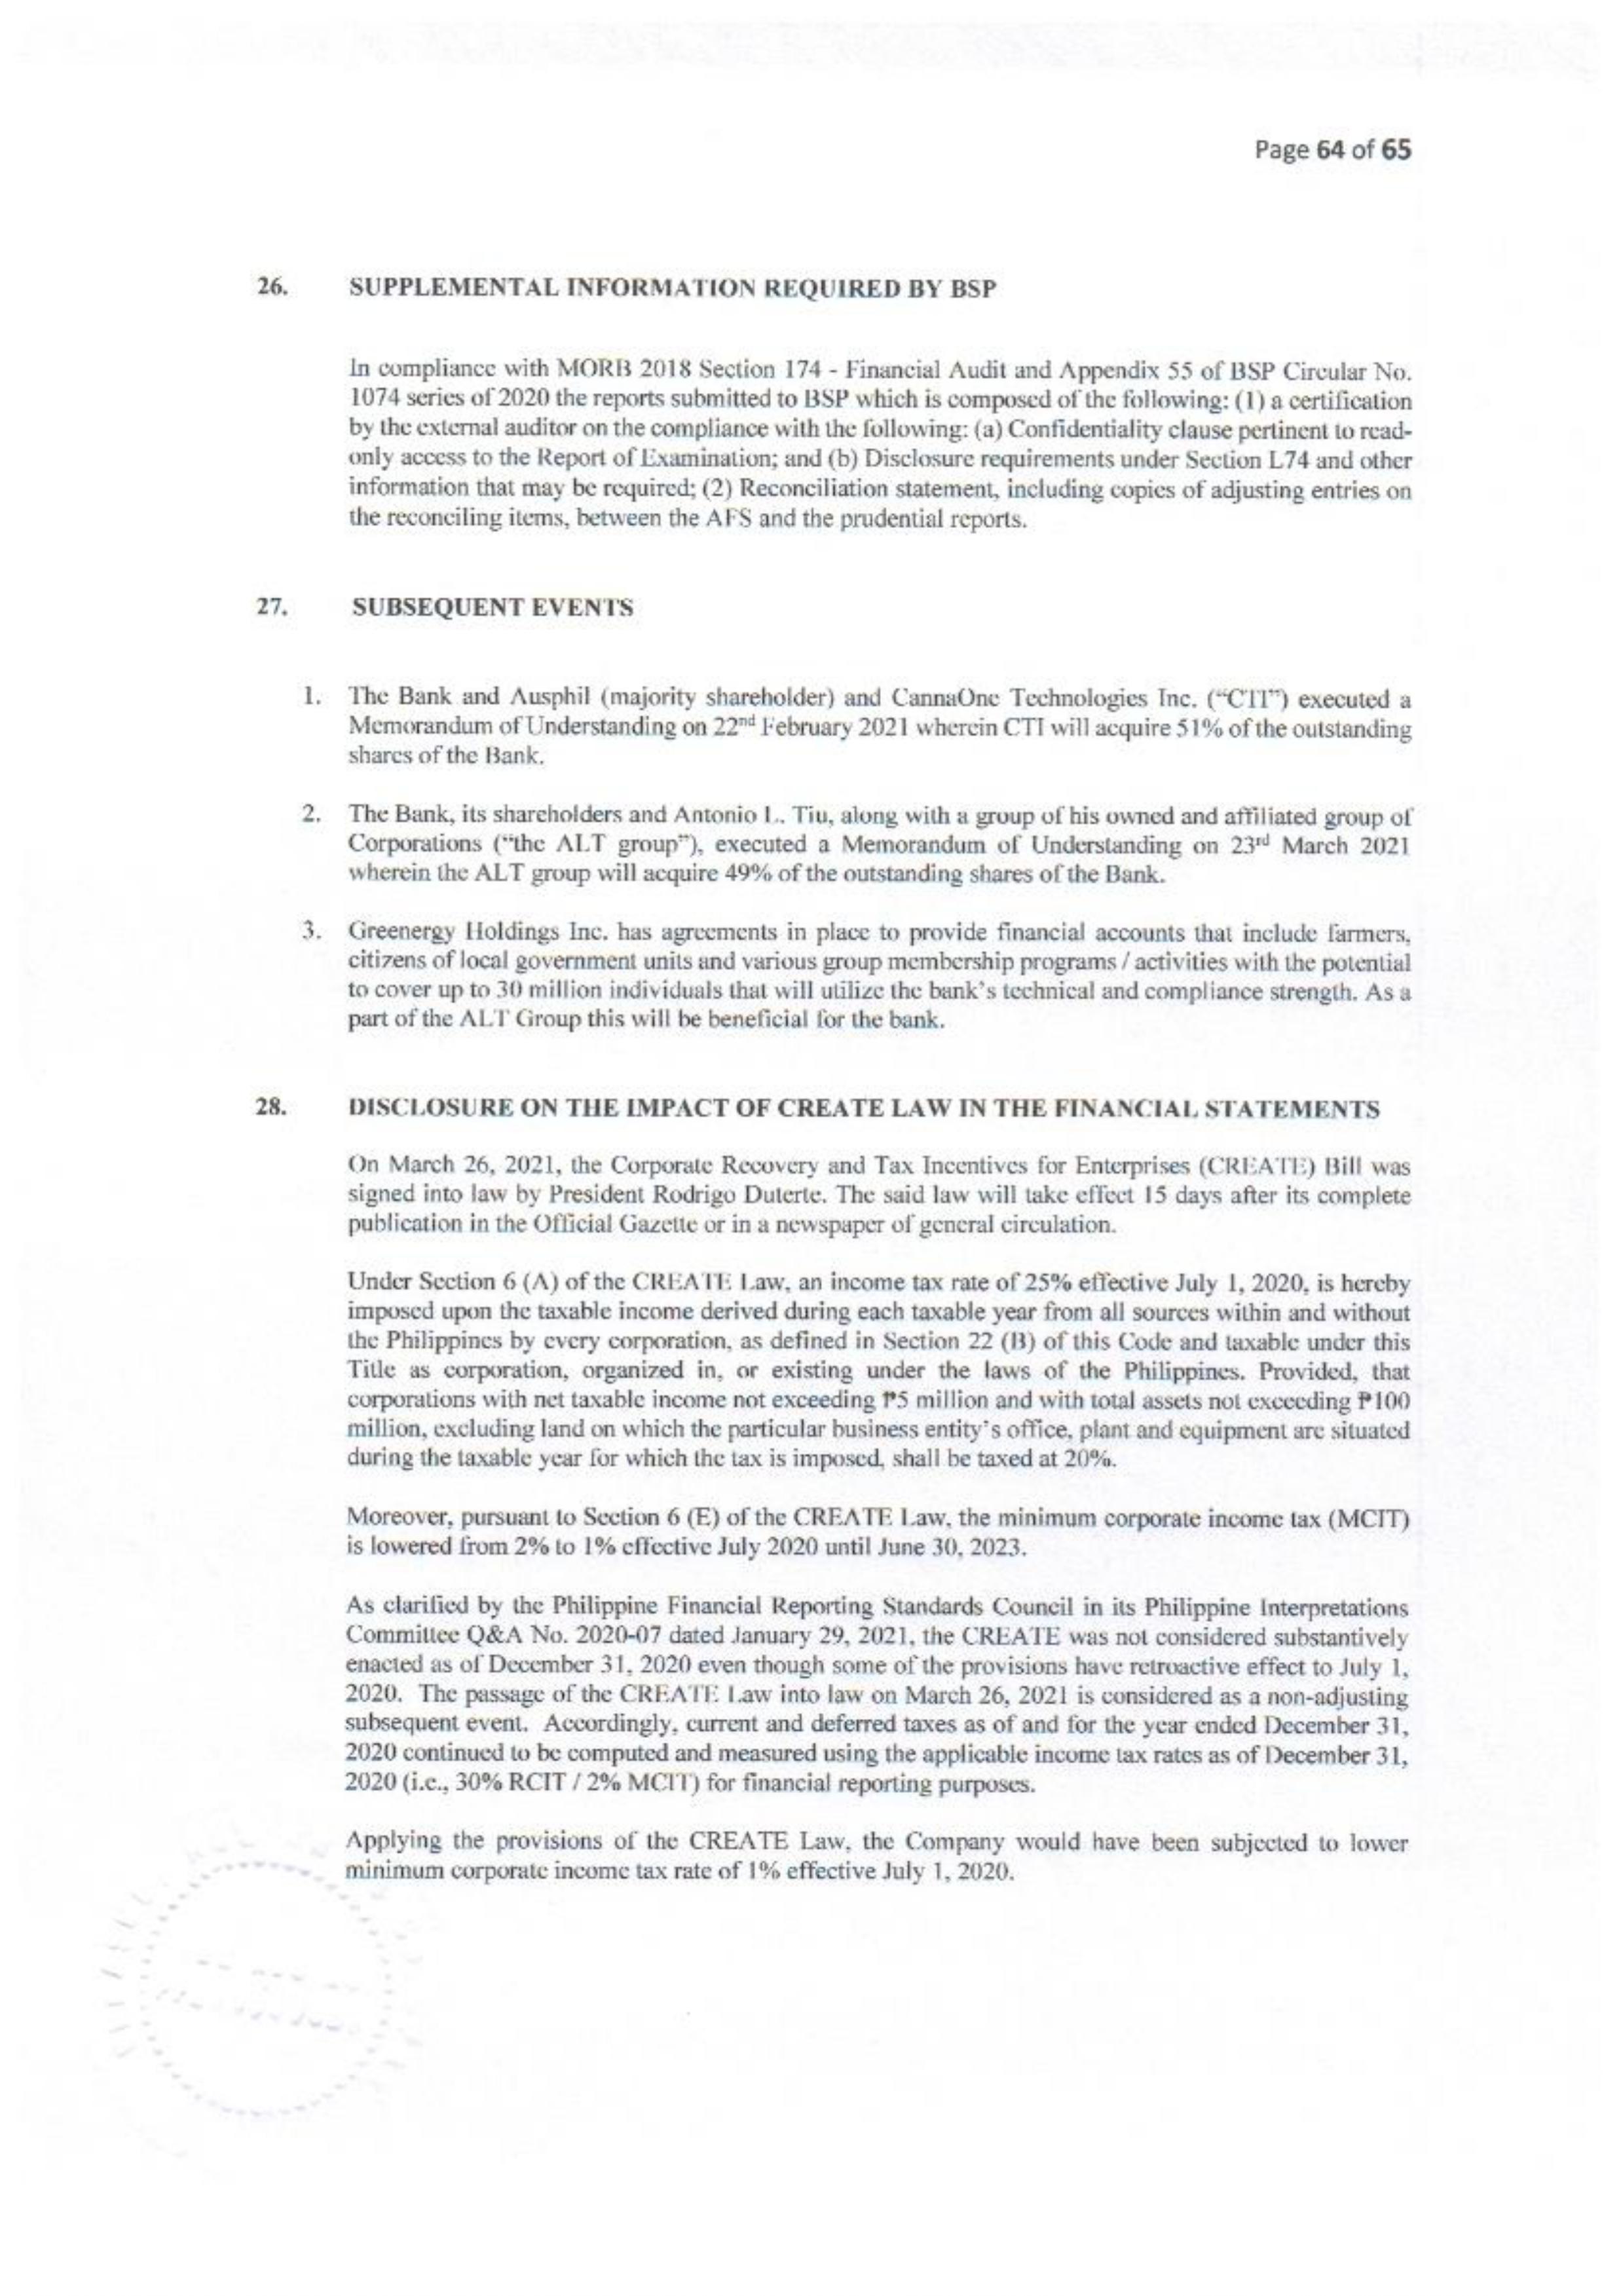 Page 64 of 65
26. SUPPLEMENTAL INFORMATION REQUIRED BY BSP
In compliance with MORB 2018 Section 174 - Financial Audit and Appendix 55 of BSP Circular No.
1074 series of 2020 the reports submitted to BSP which is composed of the following: (1) a certification
by the external auditor on the compliance with the following: (a) Confidentiality clause pertinent to read-
only access to the Report of Examination; and (b) Disclosure requirements under Section L74 and other
information that may be required; (2) Reconciliation statement, including copies of adjusting entries on
the reconciling items, between the AFS and the prudential reports.
27. SUBSEQUENT EVENTS
1. The Bank and Ausphil (majority shareholder) and CannaOne Technologies Inc. ("CTI") executed a
Memorandum of Understanding on 22nd February 2021 wherein CTI will acquire 51% of the outstanding
shares of the Bank.
2. The Bank, its shareholders and Antonio L. Tiu, along with a group of his owned and affiliated group of
Corporations ("the ALT group"), executed a Memorandum of Understanding on 23rd March 2021
wherein the ALT group will acquire 49% of the outstanding shares of the Bank.
3. Greenergy Holdings Inc. has agreements in place to provide financial accounts that include farmers,
citizens of local government units and various group membership programs / activities with the potential
to cover up to 30 million individuals that will utilize the bank's technical and compliance strength. As a
part of the ALT Group this will be beneficial for the bank.
28. DISCLOSURE ON THE IMPACT OF CREATE LAW IN THE FINANCIAL STATEMENTS
On March 26, 2021, the Corporate Recovery and Tax Incentives for Enterprises (CREATE) Bill was
signed into law by President Rodrigo Duterte. The said law will take effect 15 days after its complete
publication in the Official Gazette or in a newspaper of general circulation.
Under Section 6 (A) of the CREATE Law, an income tax rate of 25% effective July 1, 2020, is hereby
imposed upon the taxable income derived during each taxable year from all sources within and without
the Philippines by every corporation, as defined in Section 22 (B) of this Code and taxable under this
Title as corporation, organized in, or existing under the laws of the Philippines. Provided, that
corporations with net taxable income not exceeding ₱5 million and with total assets not exceeding ₱100
million, excluding land on which the particular business entity's office, plant and equipment are situated
during the taxable year for which the tax is imposed, shall be taxed at 20%.
Moreover, pursuant to Section 6 (E) of the CREATE Law, the minimum corporate income tax (MCIT)
is lowered from 2% to 1% effective July 2020 until June 30, 2023.
As clarified by the Philippine Financial Reporting Standards Council in its Philippine Interpretations
Committee Q&A No. 2020-07 dated January 29, 2021, the CREATE was not considered substantively
enacted as of December 31, 2020 even though some of the provisions have retroactive effect to July 1,
2020. The passage of the CREATE Law into law on March 26, 2021 is considered as a non-adjusting
subsequent event. Accordingly, current and deferred taxes as of and for the year ended December 31,
2020 continued to be computed and measured using the applicable income tax rates as of December 31,
2020 (i.e., 30% RCIT / 2% MCIT) for financial reporting purposes.
Applying the provisions of the CREATE Law, the Company would have been subjected to lower
minimum corporate income tax rate of 1% effective July 1, 2020.